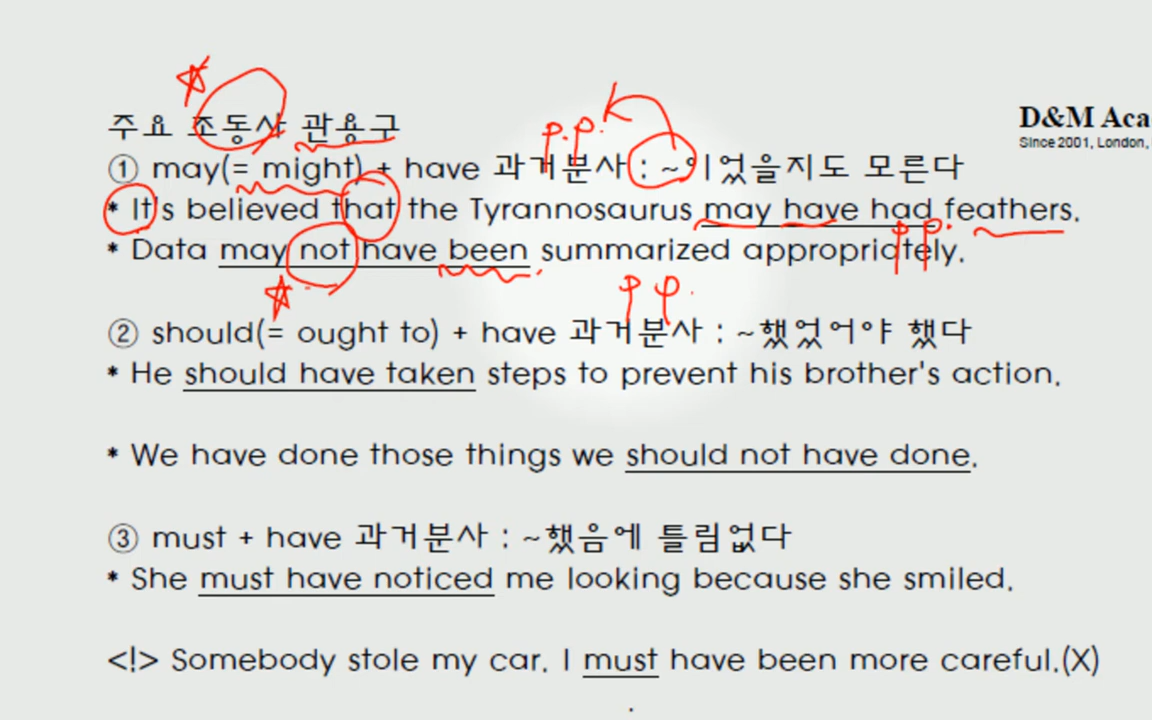 주요 조동사 관용구
D&M Aca
Since 2001, London,
p.p.
① may(= might) + have 과거분사 : ~이었을지도 모른다
* It's believed that the Tyrannosaurus may have had feathers.
p.p.
* Data may not have been summarized appropriately.
p p.
② should(= ought to) + have 과거분사 : ~했었어야 했다
* He should have taken steps to prevent his brother's action.
* We have done those things we should not have done.
③ must + have 과거분사 : ~했음에 틀림없다
* She must have noticed me looking because she smiled.
<!> Somebody stole my car. I must have been more careful.(X)